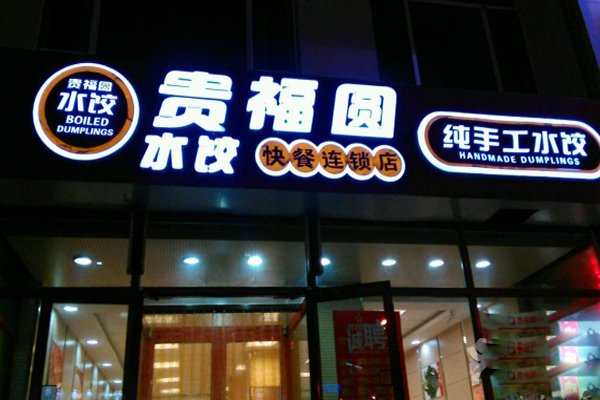 贵福圆
水饺
BOILED
DUMPLINGS
贵福圆
水饺
快餐连锁店
纯手工水饺
HANDMADE DUMPLINGS
诚聘